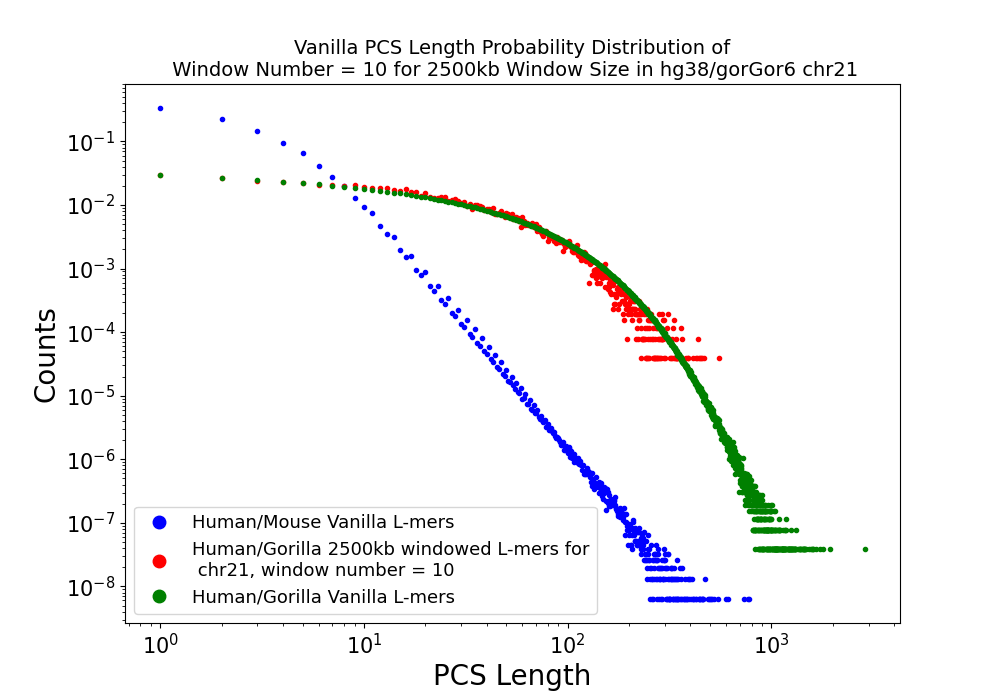 Vanilla PCS Length Probability Distribution of
Window Number = 10 for 2500kb Window Size in hg38/gorGor6 chr21
Counts
10⁻¹
10⁻²
10⁻³
10⁻⁴
10⁻⁵
10⁻⁶
10⁻⁷
10⁻⁸
Human/Mouse Vanilla L-mers
Human/Gorilla 2500kb windowed L-mers for
chr21, window number = 10
Human/Gorilla Vanilla L-mers
10⁰ 10¹ 10² 10³
PCS Length